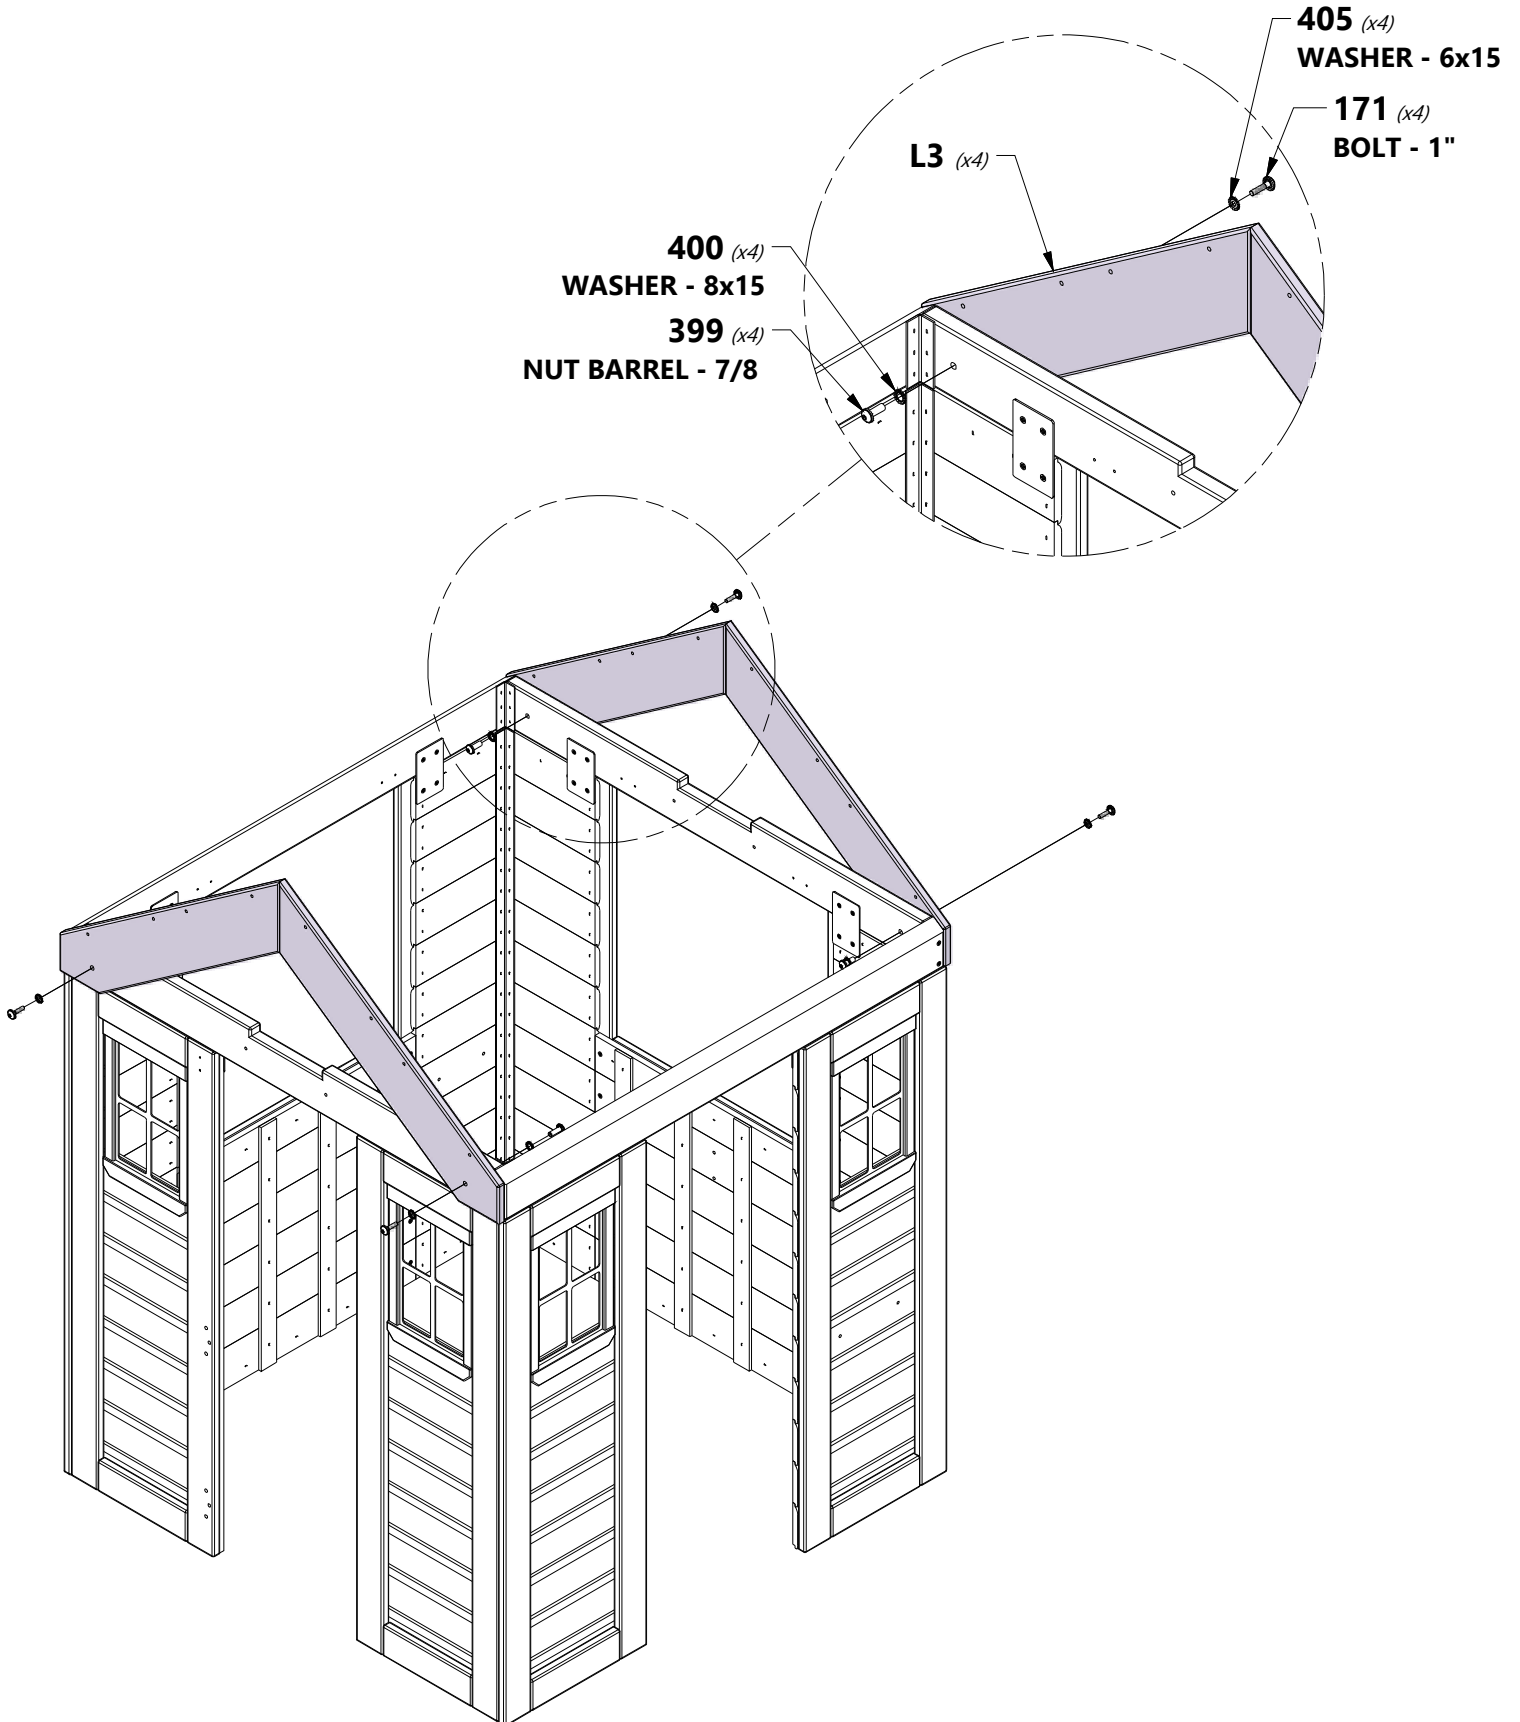 405 (x4)
WASHER - 6x15
171 (x4)
BOLT - 1"
L3 (x4)
400 (x4)
WASHER - 8x15
399 (x4)
NUT BARREL - 7/8